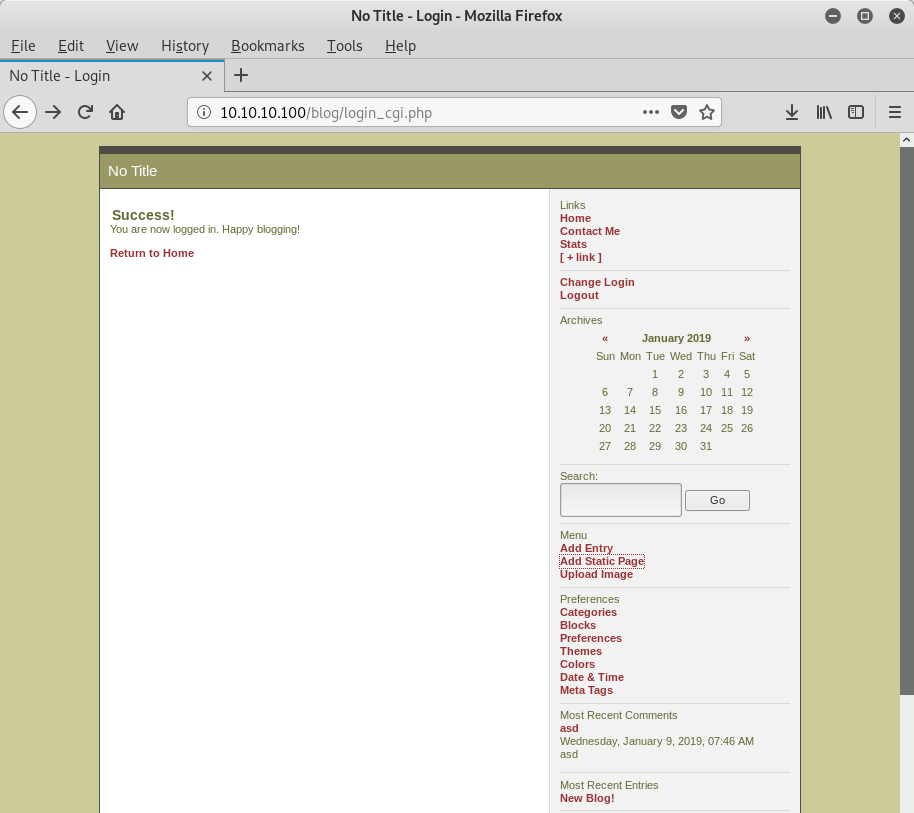 No Title - Login - Mozilla Firefox
File Edit View History Bookmarks Tools Help
No Title - Login
10.10.10.100/blog/login_cgi.php
No Title
Success!
You are now logged in. Happy blogging!
Return to Home
Links
Home
Contact Me
Stats
[ + link ]
Change Login
Logout
Archives
« January 2019 »
Sun Mon Tue Wed Thu Fri Sat
1 2 3 4 5
6 7 8 9 10 11 12
13 14 15 16 17 18 19
20 21 22 23 24 25 26
27 28 29 30 31
Search:
Go
Menu
Add Entry
Add Static Page
Upload Image
Preferences
Categories
Blocks
Preferences
Themes
Colors
Date & Time
Meta Tags
Most Recent Comments
asd
Wednesday, January 9, 2019, 07:46 AM
asd
Most Recent Entries
New Blog!